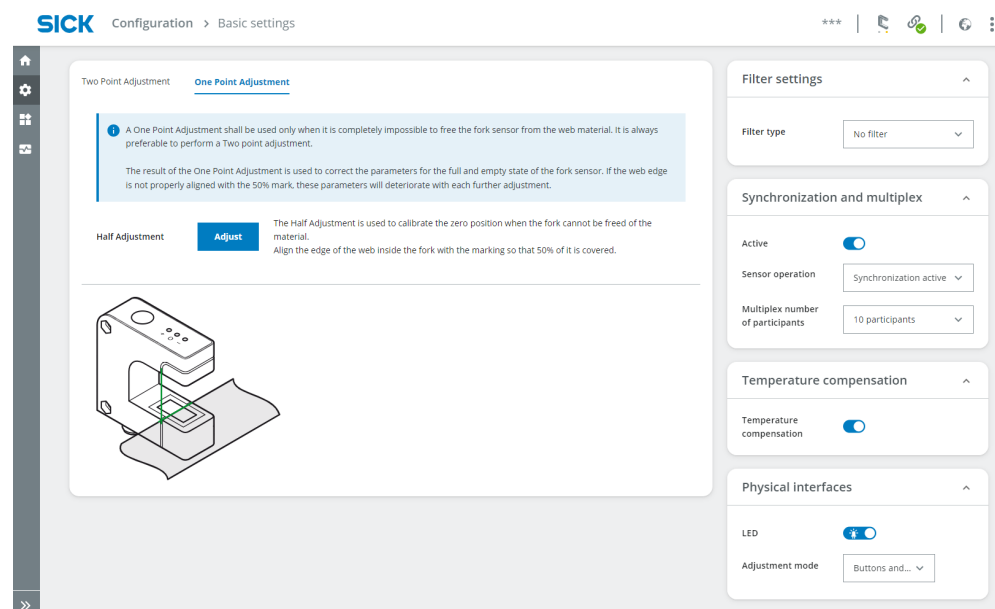 SICK Configuration > Basic settings
***
Two Point Adjustment One Point Adjustment
A One Point Adjustment shall be used only when it is completely impossible to free the fork sensor from the web material. It is always
preferable to perform a Two point adjustment.
The result of the One Point Adjustment is used to correct the parameters for the full and empty state of the fork sensor. If the web edge
is not properly aligned with the 50% mark, these parameters will deteriorate with each further adjustment.
Half Adjustment
Adjust
The Half Adjustment is used to calibrate the zero position when the fork cannot be freed of the
material.
Align the edge of the web inside the fork with the marking so that 50% of it is covered.
Filter settings
Filter type No filter
Synchronization and multiplex
Active
Sensor operation Synchronization active
Multiplex number
of participants
10 participants
Temperature compensation
Temperature
compensation
Physical interfaces
LED
Adjustment mode Buttons and...